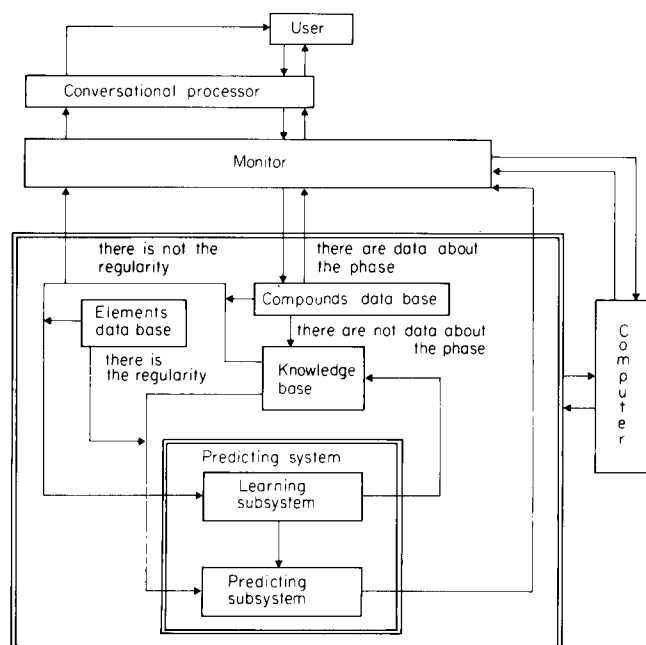 User
Conversational processor
Monitor
there is not the
regularity
there are data about
the phase
Compounds data base
Elements
data base
there are not data about
the phase
there is
the regularity
Knowledge
base
Computer
Predicting system
Learning
subsystem
Predicting
subsystem